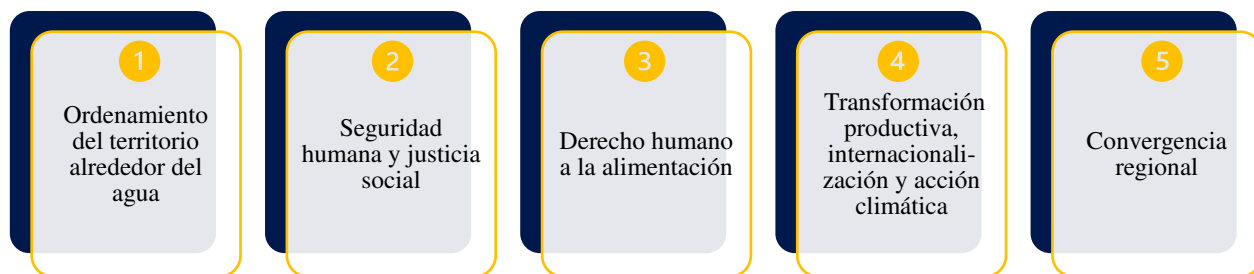 1
Ordenamiento
del territorio
alrededor del
agua
2
Seguridad
humana y justicia
social
3
Derecho humano
a la alimentación
4
Transformación
productiva,
internacionali-
zación y acción
climática
5
Convergencia
regional